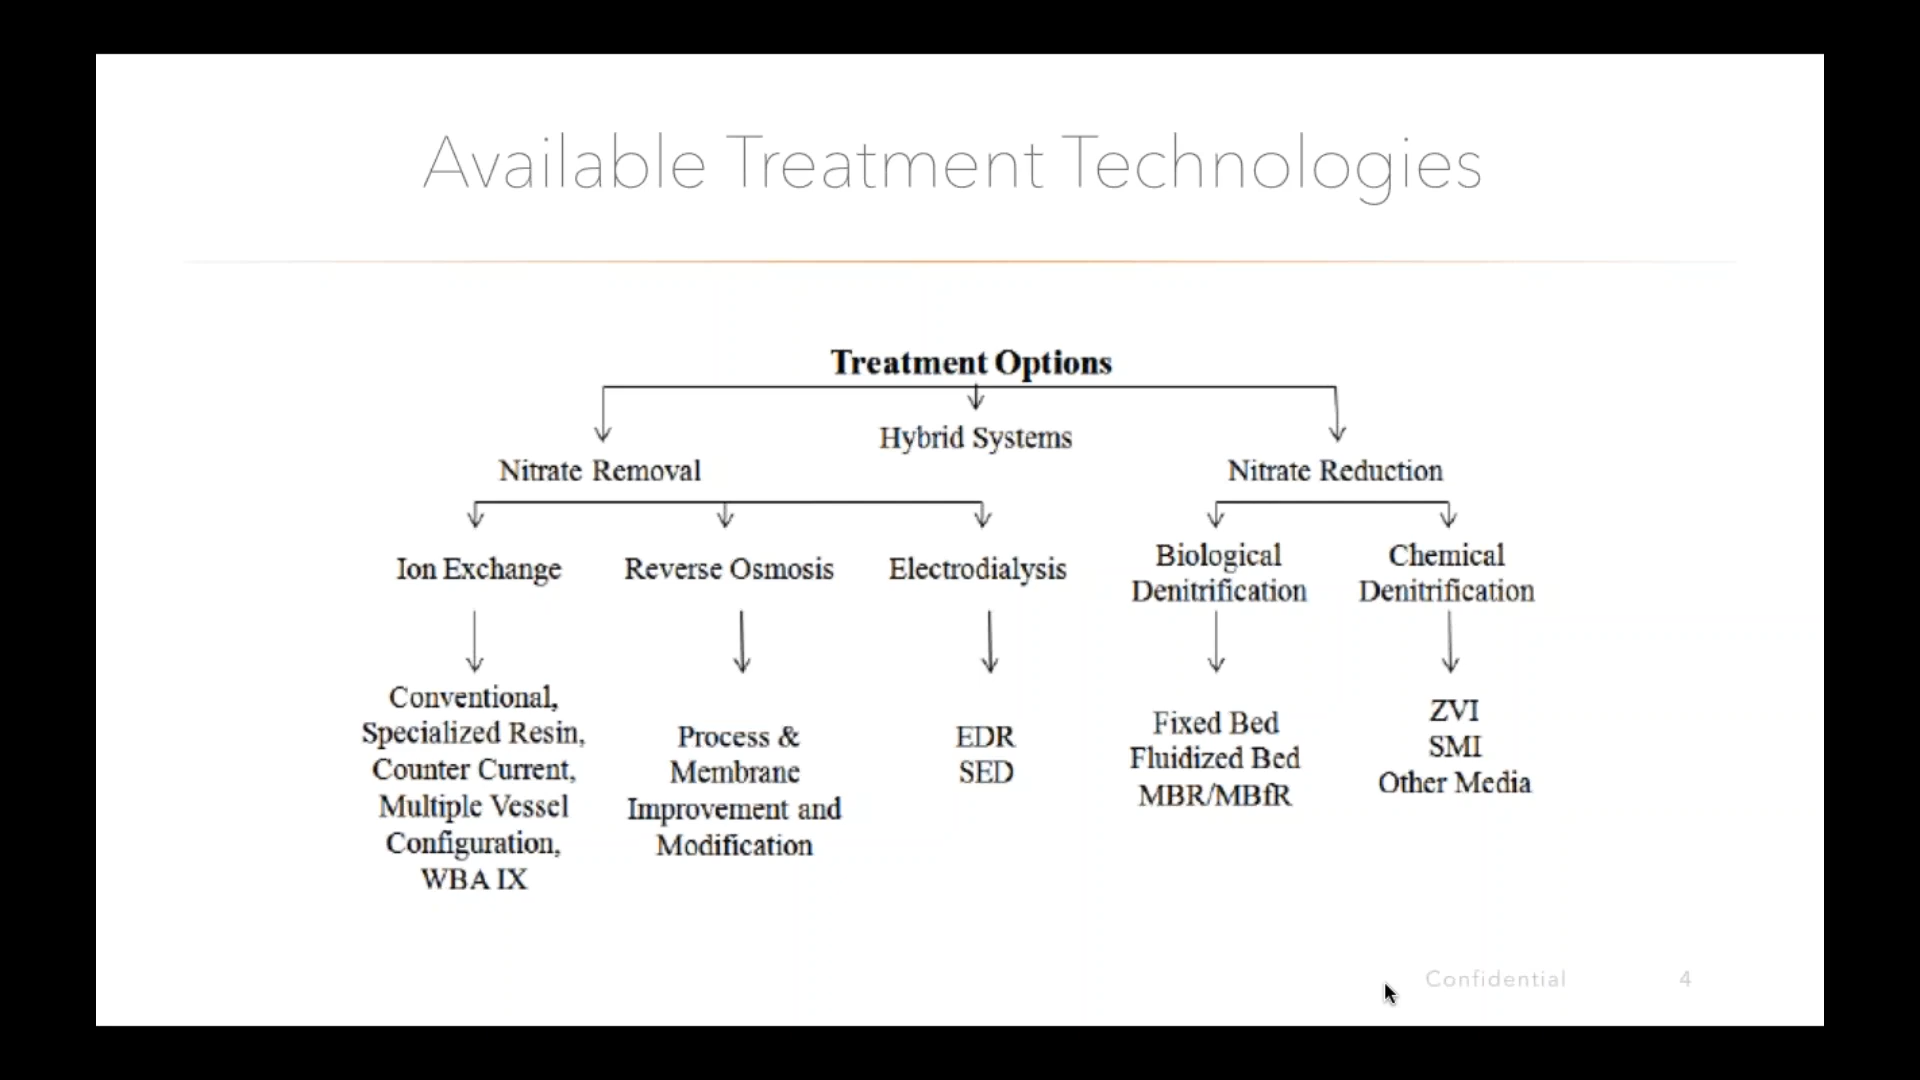 Available Treatment Technologies
Treatment Options
Hybrid Systems
Nitrate Removal
Nitrate Reduction
Ion Exchange
Reverse Osmosis
Electrodialysis
Biological
Denitrification
Chemical
Denitrification
Conventional,
Specialized Resin,
Counter Current,
Multiple Vessel
Configuration,
WBA IX
Process &
Membrane
Improvement and
Modification
EDR
SED
Fixed Bed
Fluidized Bed
MBR/MBfR
ZVI
SMI
Other Media
Confidential
4